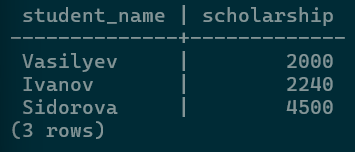 student_name | scholarship
--------------+-------------
Vasilyev | 2000
Ivanov | 2240
Sidorova | 4500
(3 rows)